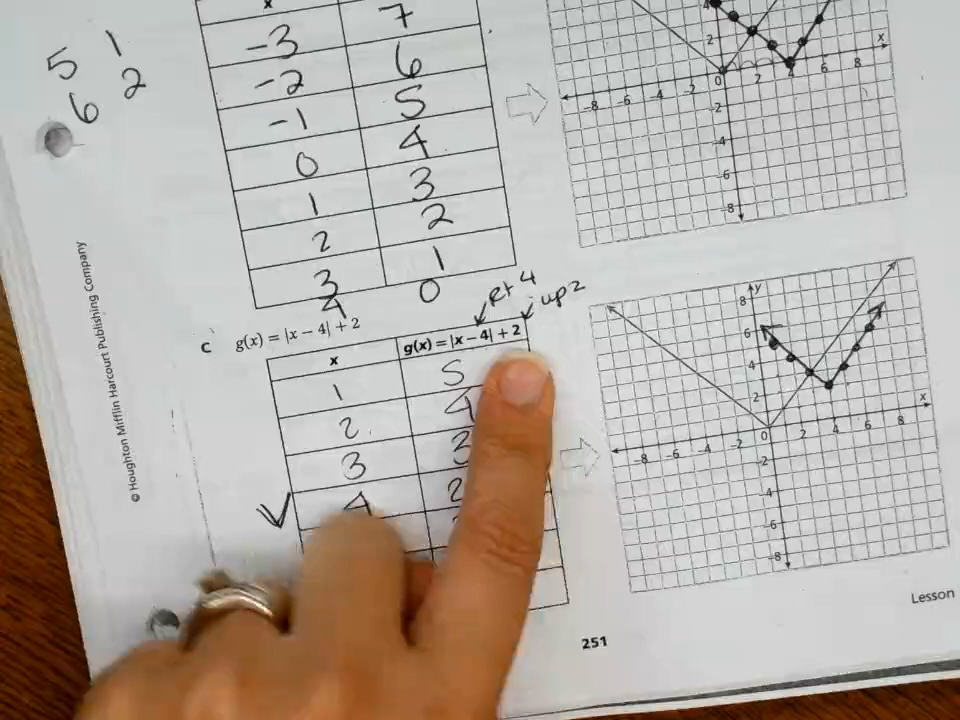 5 1
6 2
x
-3 7
-2 6
-1 5
0 4
1 3
2 2
3 1
4 0
2
x
-8 -6 -4 -2 0 2 4 6 8
-2
-4
-6
-8
© Houghton Mifflin Harcourt Publishing Company
Rt 4
up 2
C g(x) = |x − 4| + 2
x g(x) = |x − 4| + 2
1 5
2 4
3 3
4 2
8 y
6
4
2
x
-8 -6 -4 -2 0 2 4 6 8
-2
-4
-6
-8
Lesson
251